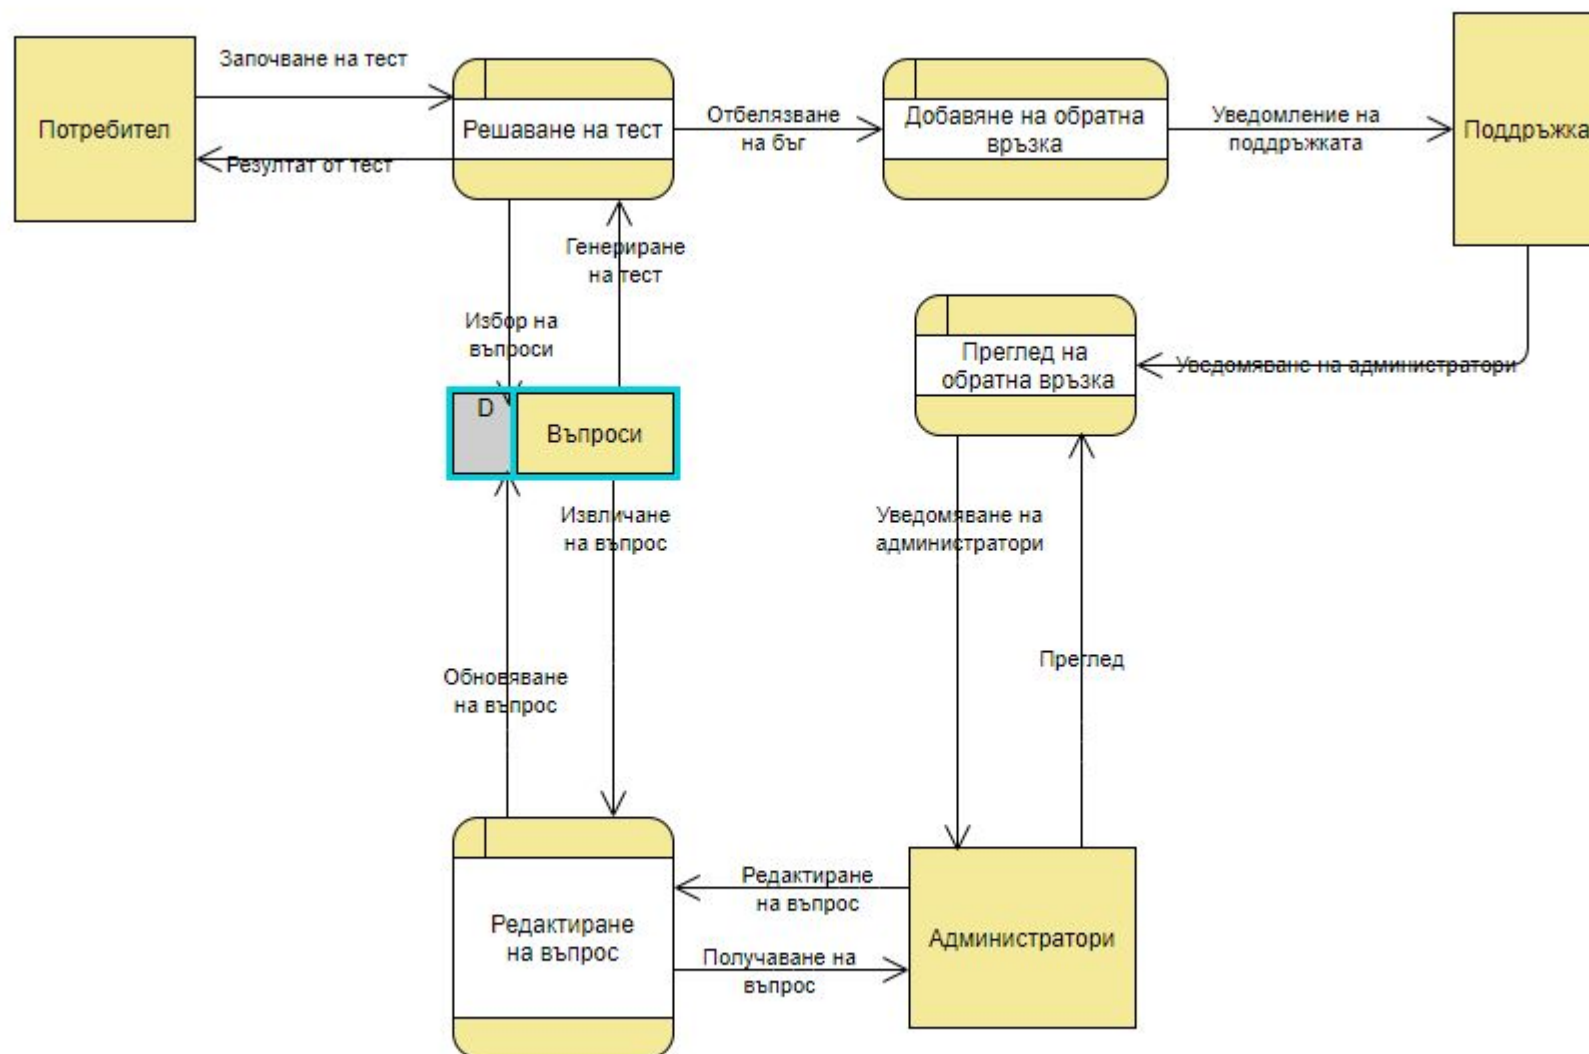 Започване на тест
Потребител
Решаване на тест
Резултат от тест
Отбелязване
на бъг
Добавяне на обратна
връзка
Уведомление на
поддръжката
Поддръжка
Генериране
на тест
Избор на
въпроси
Преглед на
обратна връзка
Уведомяване на администратори
D
Въпроси
Извличане
на въпрос
Уведомяване на
администратори
Обновяване
на въпрос
Преглед
Редактиране
на въпрос
Редактиране
на въпрос
Получаване на
въпрос
Администратори